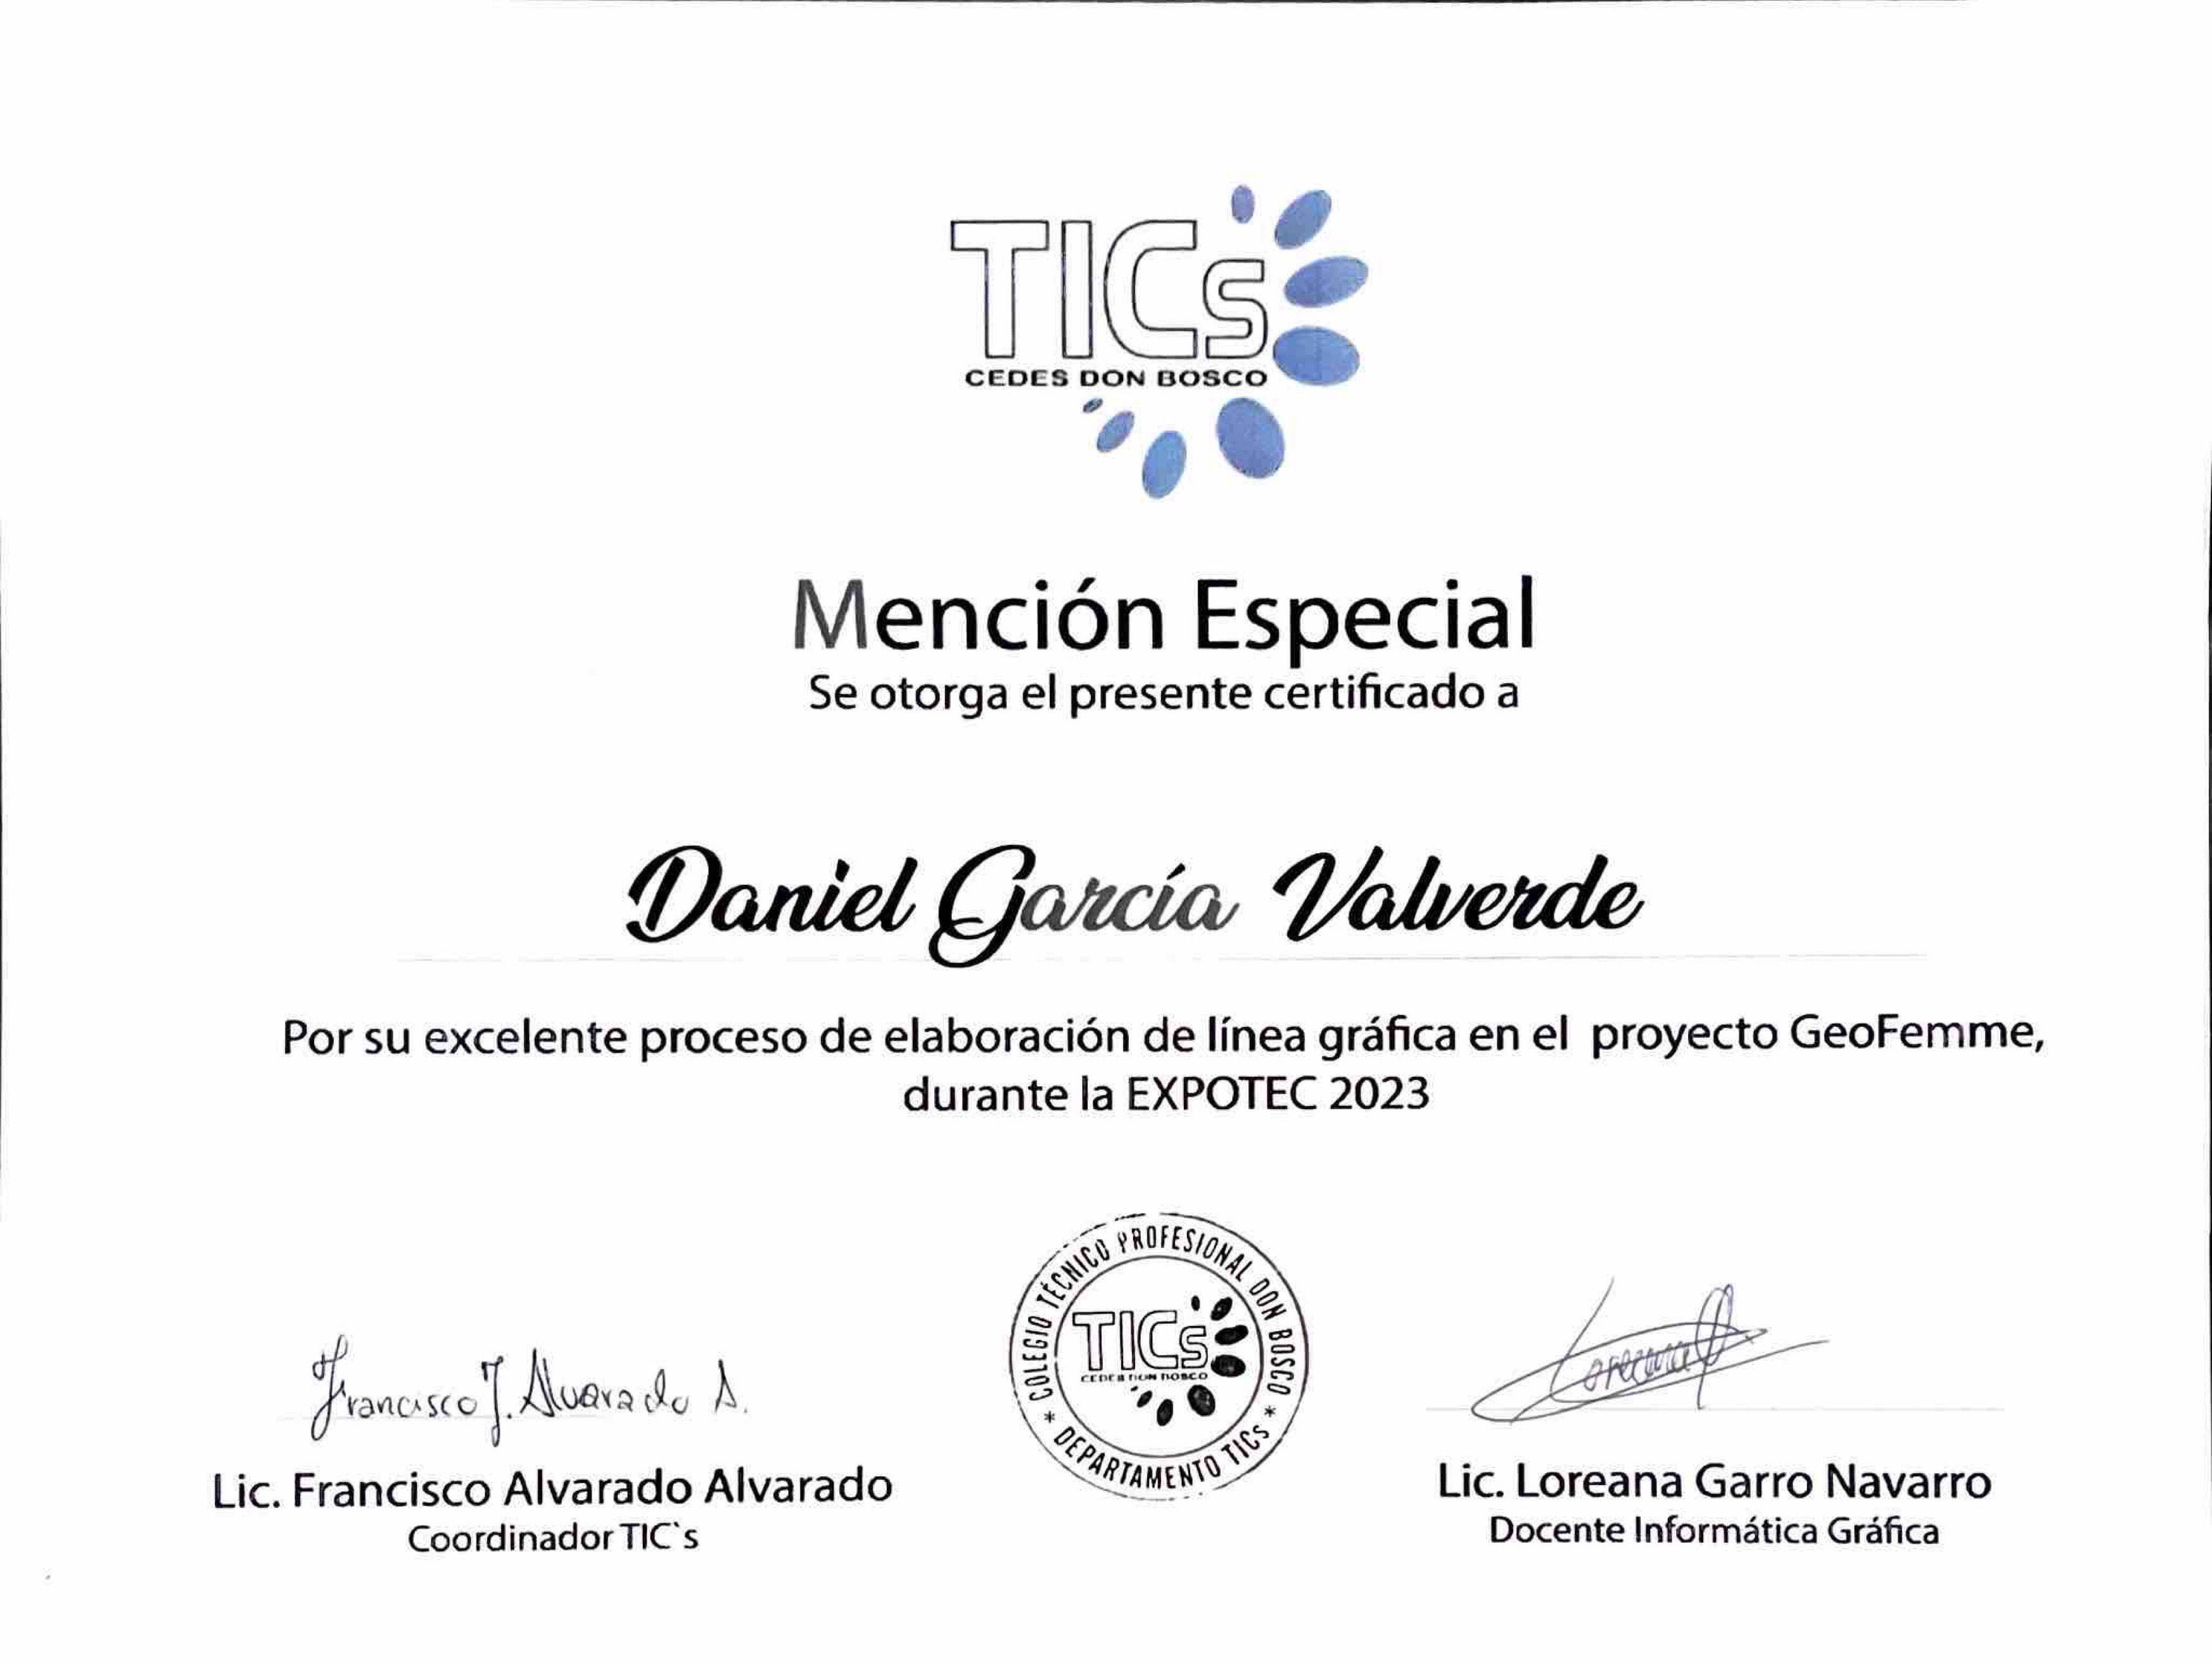 TICs
CEDES DON BOSCO
Mención Especial
Se otorga el presente certificado a
Daniel García Valverde
Por su excelente proceso de elaboración de línea gráfica en el proyecto GeoFemme,
durante la EXPOTEC 2023
COLEGIO TÉCNICO PROFESIONAL DON BOSCO
TICs
CEDES DON BOSCO
* DEPARTAMENTO TICS *
Francisco J. Alvarado A.
Loreana
Lic. Francisco Alvarado Alvarado
Coordinador TIC`s
Lic. Loreana Garro Navarro
Docente Informática Gráfica